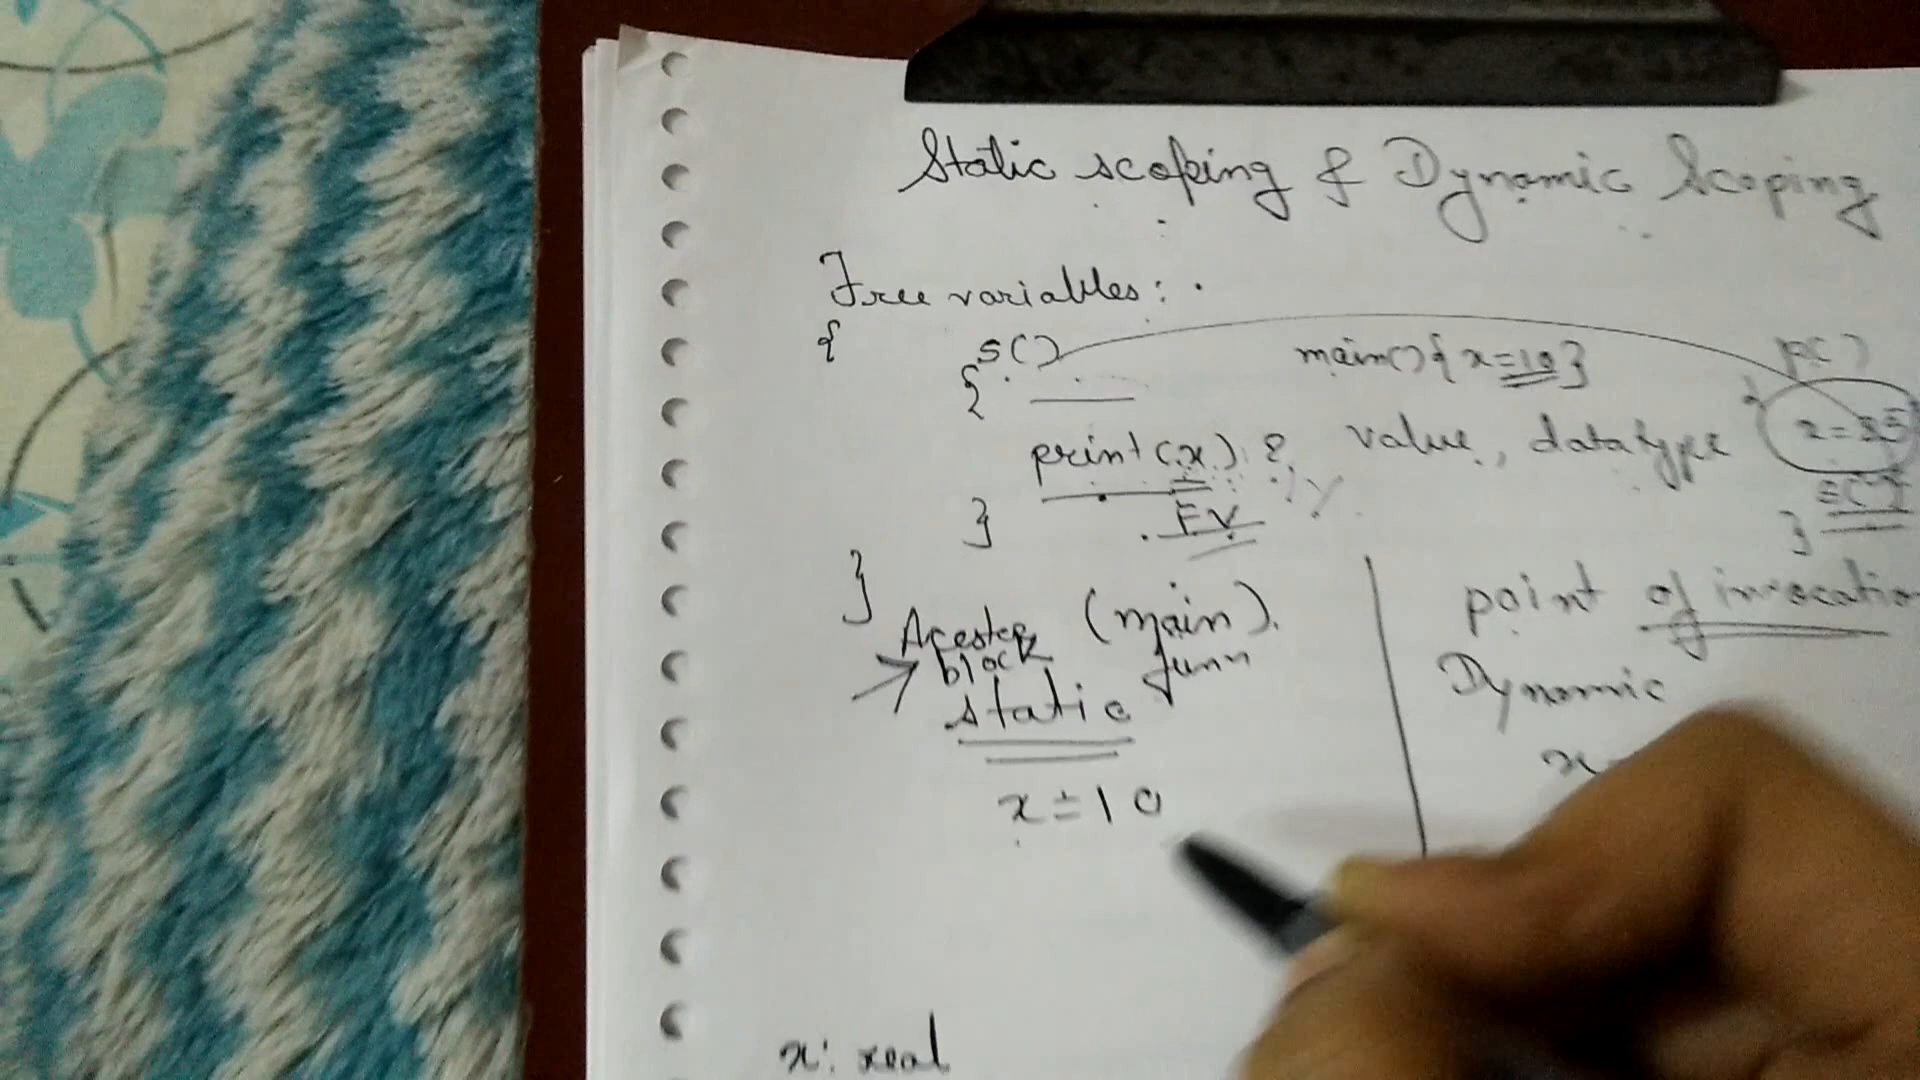 Static scoping & Dynamic Scoping
Free variables:
{ s() main(){x=10} p()
{ {
print(x) ? value, datatype x=35
FV s()
} }
}
Acestor (main). point of invocation
block funn Dynamic
static x
x=10
x: real